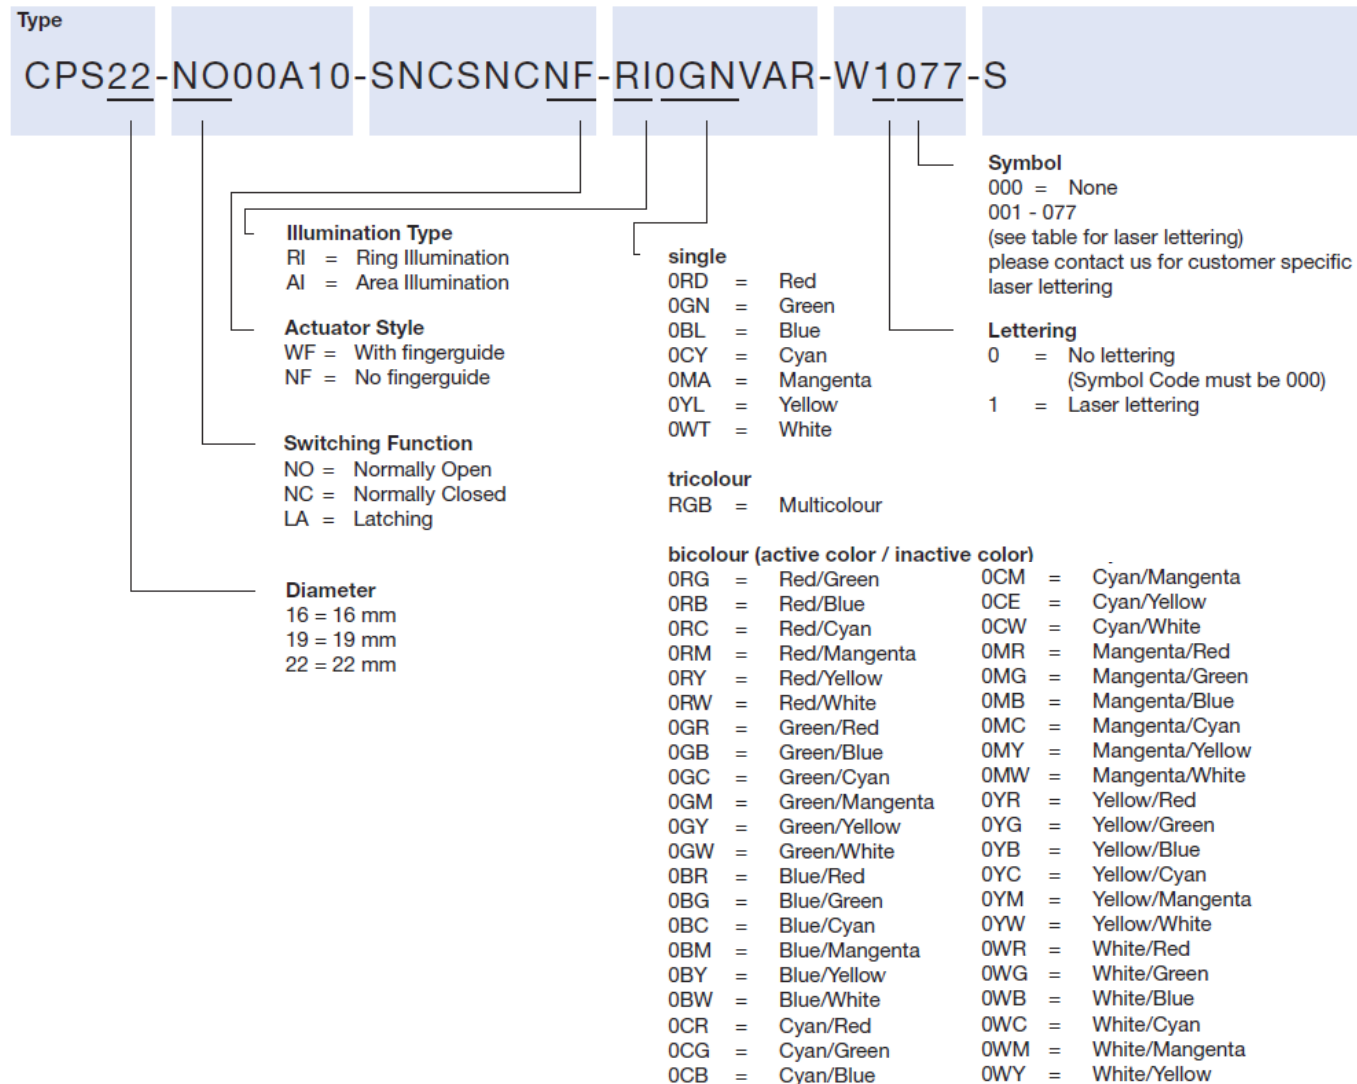 Type
CPS22-NO00A10-SNCSNCNF-RI0GNVAR-W1077-S
Symbol
000 = None
001 - 077
(see table for laser lettering)
please contact us for customer specific
laser lettering
Lettering
0 = No lettering
(Symbol Code must be 000)
1 = Laser lettering
Illumination Type
RI = Ring Illumination
AI = Area Illumination
Actuator Style
WF = With fingerguide
NF = No fingerguide
Switching Function
NO = Normally Open
NC = Normally Closed
LA = Latching
Diameter
16 = 16 mm
19 = 19 mm
22 = 22 mm
single
0RD = Red
0GN = Green
0BL = Blue
0CY = Cyan
0MA = Mangenta
0YL = Yellow
0WT = White
tricolour
RGB = Multicolour
bicolour (active color / inactive color)
0RG = Red/Green
0RB = Red/Blue
0RC = Red/Cyan
0RM = Red/Mangenta
0RY = Red/Yellow
0RW = Red/White
0GR = Green/Red
0GB = Green/Blue
0GC = Green/Cyan
0GM = Green/Mangenta
0GY = Green/Yellow
0GW = Green/White
0BR = Blue/Red
0BG = Blue/Green
0BC = Blue/Cyan
0BM = Blue/Mangenta
0BY = Blue/Yellow
0BW = Blue/White
0CR = Cyan/Red
0CG = Cyan/Green
0CB = Cyan/Blue
0CM = Cyan/Mangenta
0CE = Cyan/Yellow
0CW = Cyan/White
0MR = Mangenta/Red
0MG = Mangenta/Green
0MB = Mangenta/Blue
0MC = Mangenta/Cyan
0MY = Mangenta/Yellow
0MW = Mangenta/White
0YR = Yellow/Red
0YG = Yellow/Green
0YB = Yellow/Blue
0YC = Yellow/Cyan
0YM = Yellow/Mangenta
0YW = Yellow/White
0WR = White/Red
0WG = White/Green
0WB = White/Blue
0WC = White/Cyan
0WM = White/Mangenta
0WY = White/Yellow